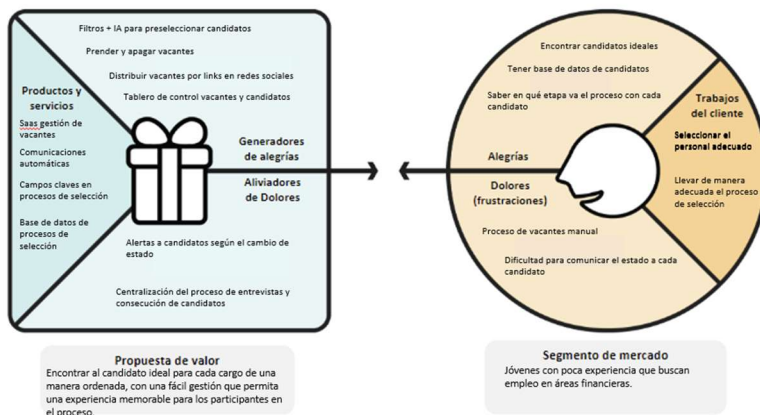 Filtros + IA para preseleccionar candidatos
Prender y apagar vacantes
Distribuir vacantes por links en redes sociales
Tablero de control vacantes y candidatos
Productos y
servicios
Saas gestión de
vacantes
Comunicaciones
automáticas
Campos claves en
procesos de selección
Base de datos de
procesos de
selección
Generadores
de alegrías
Aliviadores
de Dolores
Alertas a candidatos según el cambio de
estado
Centralización del proceso de entrevistas y
consecución de candidatos
Encontrar candidatos ideales
Tener base de datos de candidatos
Saber en qué etapa va el proceso con cada
candidato
Alegrías
Dolores
(frustraciones)
Proceso de vacantes manual
Dificultad para comunicar el estado a cada
candidato
Trabajos
del cliente
Seleccionar el
personal adecuado
Llevar de manera
adecuada el proceso
de selección
Propuesta de valor
Encontrar al candidato ideal para cada cargo de una
manera ordenada, con una fácil gestión que permita
una experiencia memorable para los participantes en
el proceso.
Segmento de mercado
Jóvenes con poca experiencia que buscan
empleo en áreas financieras.